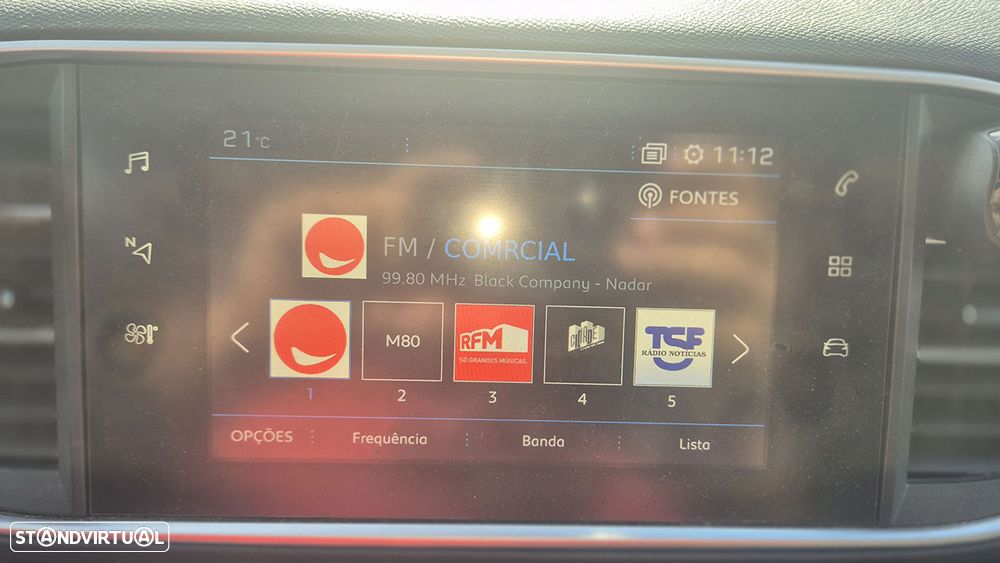 21°C
11:12
FONTES
FM / COMRCIAL
99.80 MHz Black Company - Nadar
N
M80
RFM
SÓ GRANDES MÚSICAS.
CIDADE
TSF
RÁDIO NOTÍCIAS
1 2 3 4 5
OPÇÕES Frequência Banda Lista
STANDVIRTUAL